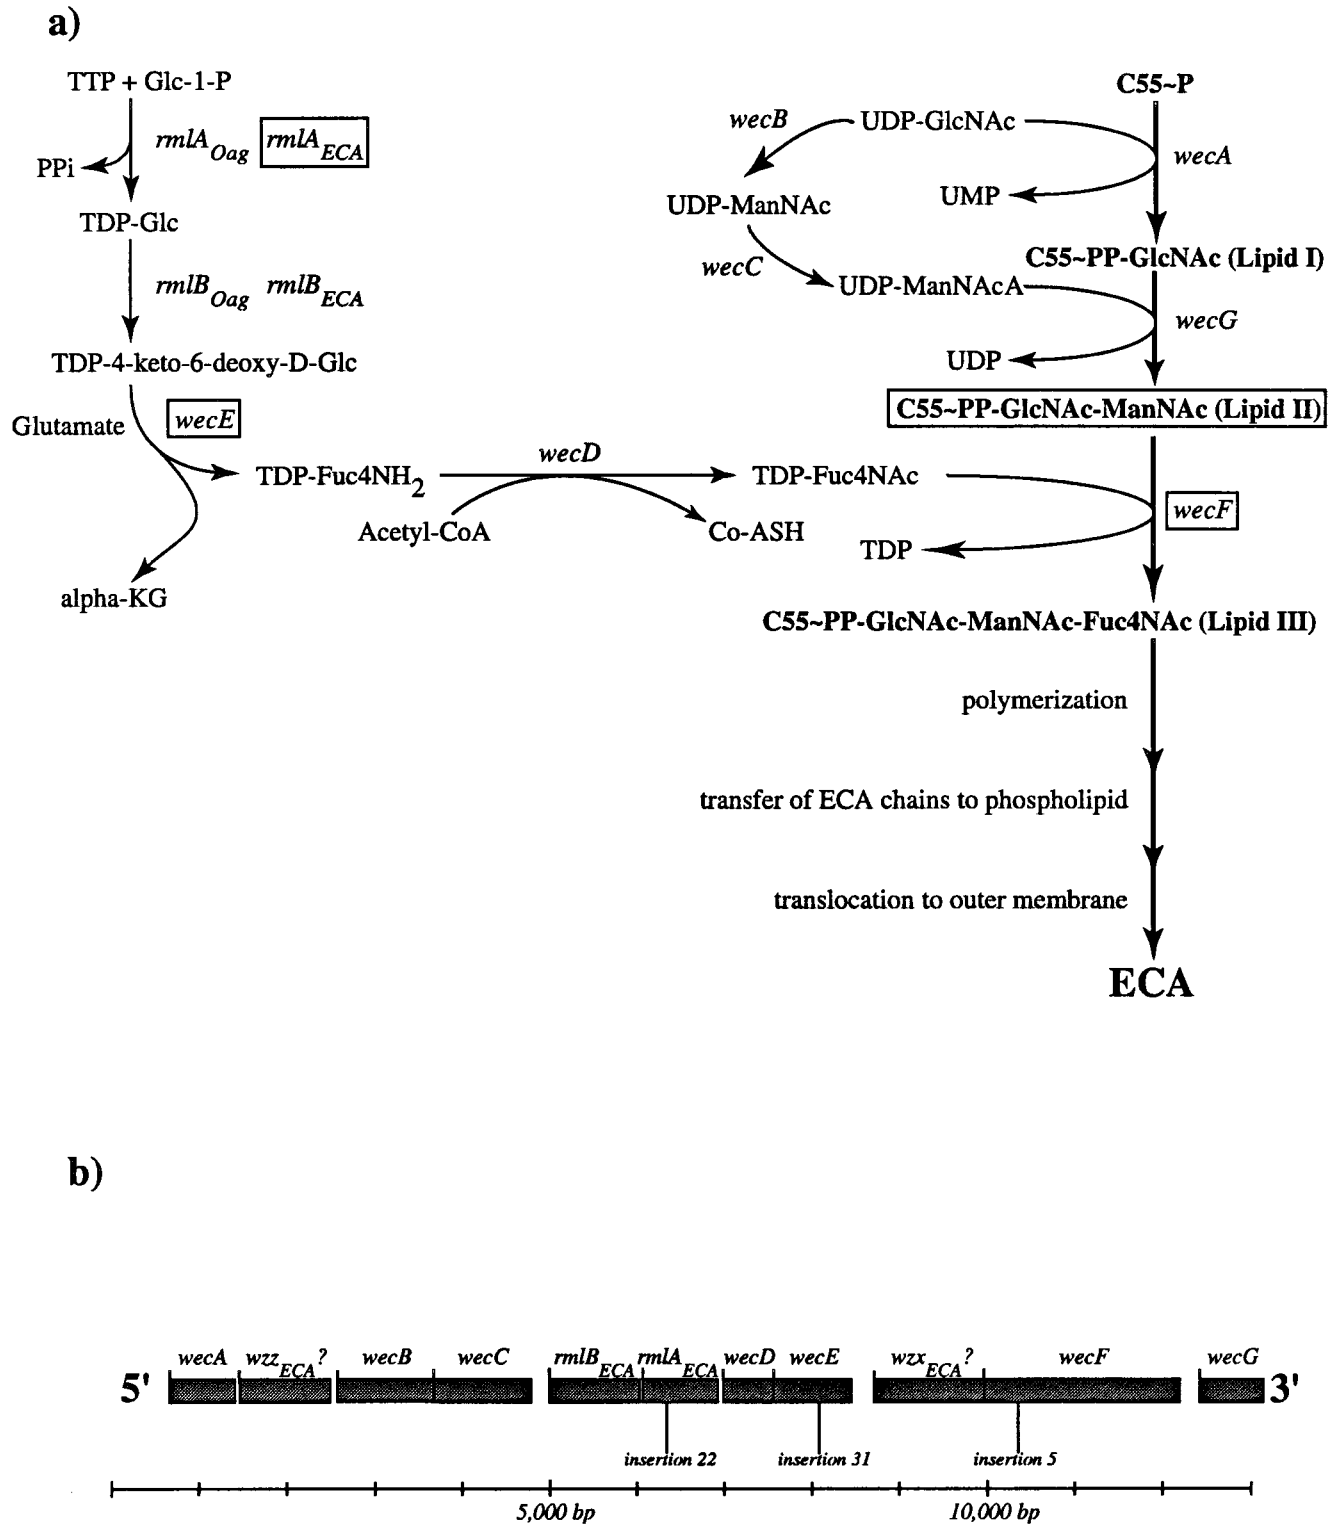 a)
TTP + Glc-1-P
rmlA Oag rmlA ECA
PPi
TDP-Glc
rmlB Oag rmlB ECA
TDP-4-keto-6-deoxy-D-Glc
Glutamate
wecE
TDP-Fuc4NH2
alpha-KG
wecD
Acetyl-CoA
Co-ASH
TDP-Fuc4NAc
C55~P
wecB
UDP-GlcNAc
wecA
UMP
UDP-ManNAc
C55~PP-GlcNAc (Lipid I)
wecC
UDP-ManNAcA
wecG
UDP
C55~PP-GlcNAc-ManNAc (Lipid II)
wecF
TDP
C55~PP-GlcNAc-ManNAc-Fuc4NAc (Lipid III)
polymerization
transfer of ECA chains to phospholipid
translocation to outer membrane
ECA
b)
wecA wzz ECA ? wecB wecC rmlB ECA rmlA ECA wecD wecE wzx ECA ? wecF wecG
5' 3'
insertion 22 insertion 31 insertion 5
5,000 bp 10,000 bp